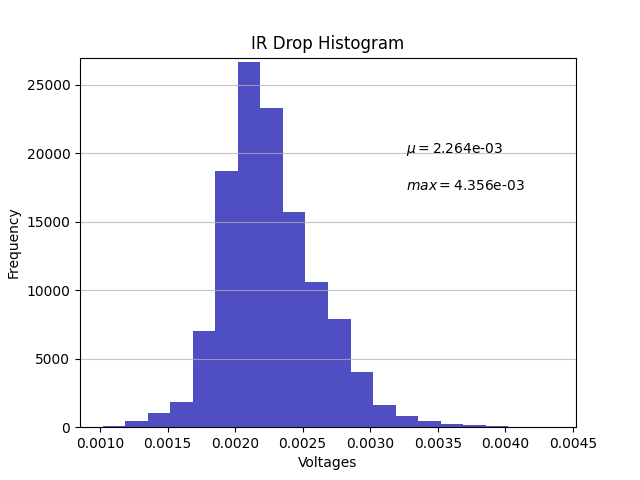 IR Drop Histogram
25000
20000
15000
10000
5000
0
Frequency
μ = 2.264e-03
max = 4.356e-03
0.0010 0.0015 0.0020 0.0025 0.0030 0.0035 0.0040 0.0045
Voltages